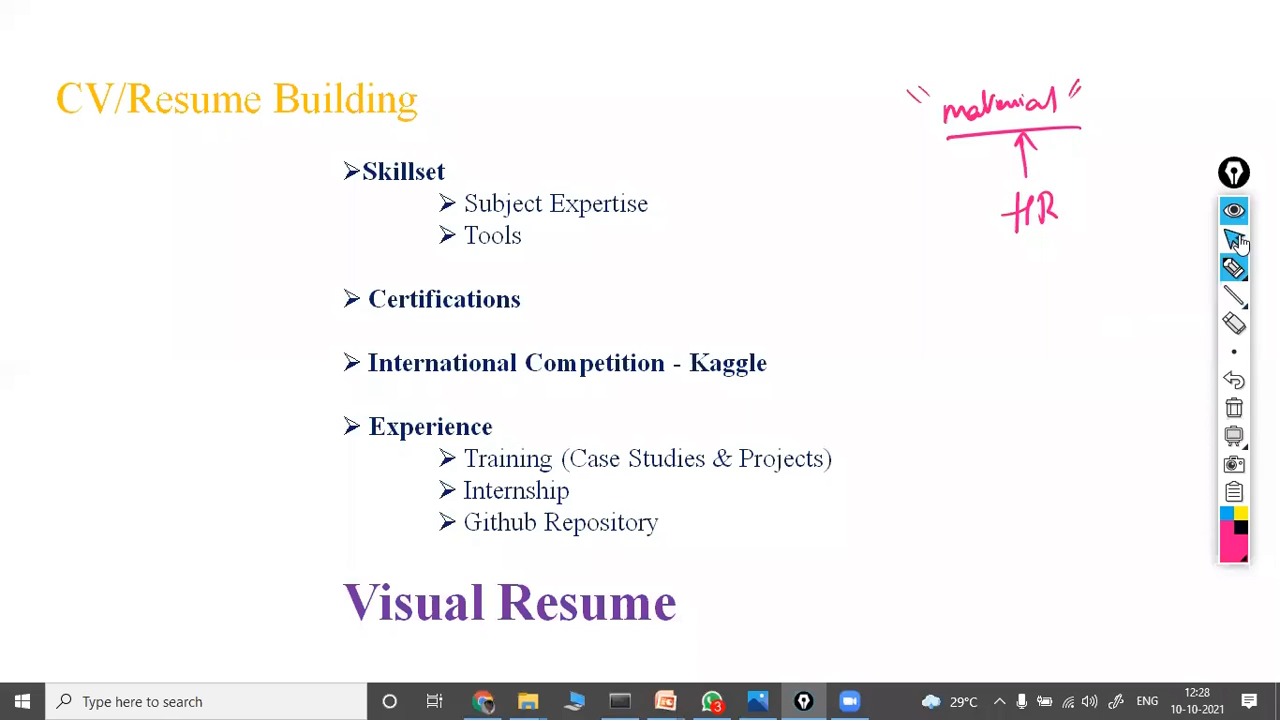 CV/Resume Building
"material"
HR
➢Skillset
➢ Subject Expertise
➢ Tools
➢ Certifications
➢ International Competition - Kaggle
➢ Experience
➢ Training (Case Studies & Projects)
➢ Internship
➢ Github Repository
Visual Resume
Type here to search
3
29°C
ENG
12:28
10-10-2021